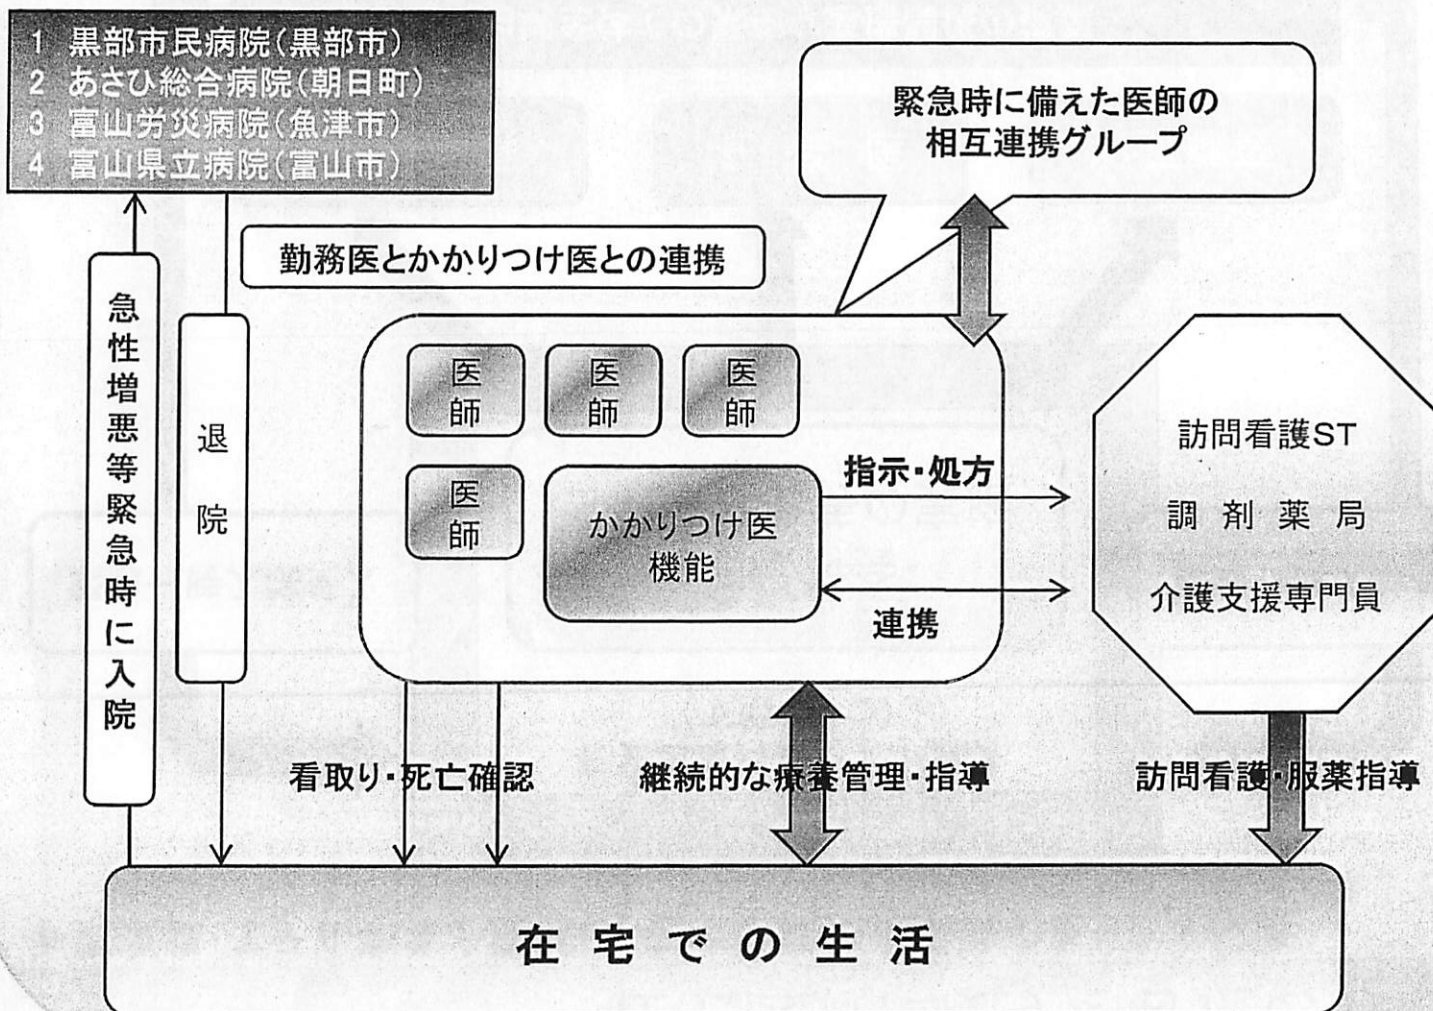 1 黒部市民病院(黒部市)
2 あさひ総合病院(朝日町)
3 富山労災病院(魚津市)
4 富山県立病院(富山市)
緊急時に備えた医師の
相互連携グループ
勤務医とかかりつけ医との連携
急性増悪等緊急時に入院
退院
医師
医師
医師
医師
かかりつけ医
機能
指示・処方
連携
訪問看護ST
調剤薬局
介護支援専門員
看取り・死亡確認
継続的な療養管理・指導
訪問看護・服薬指導
在宅での生活